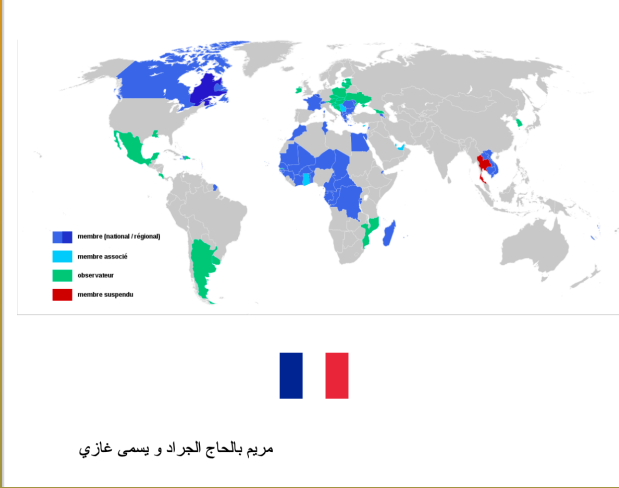 membre (national / régional)
membre associé
observateur
membre suspendu
مريم بالحاج الجراد و يسمى غازي